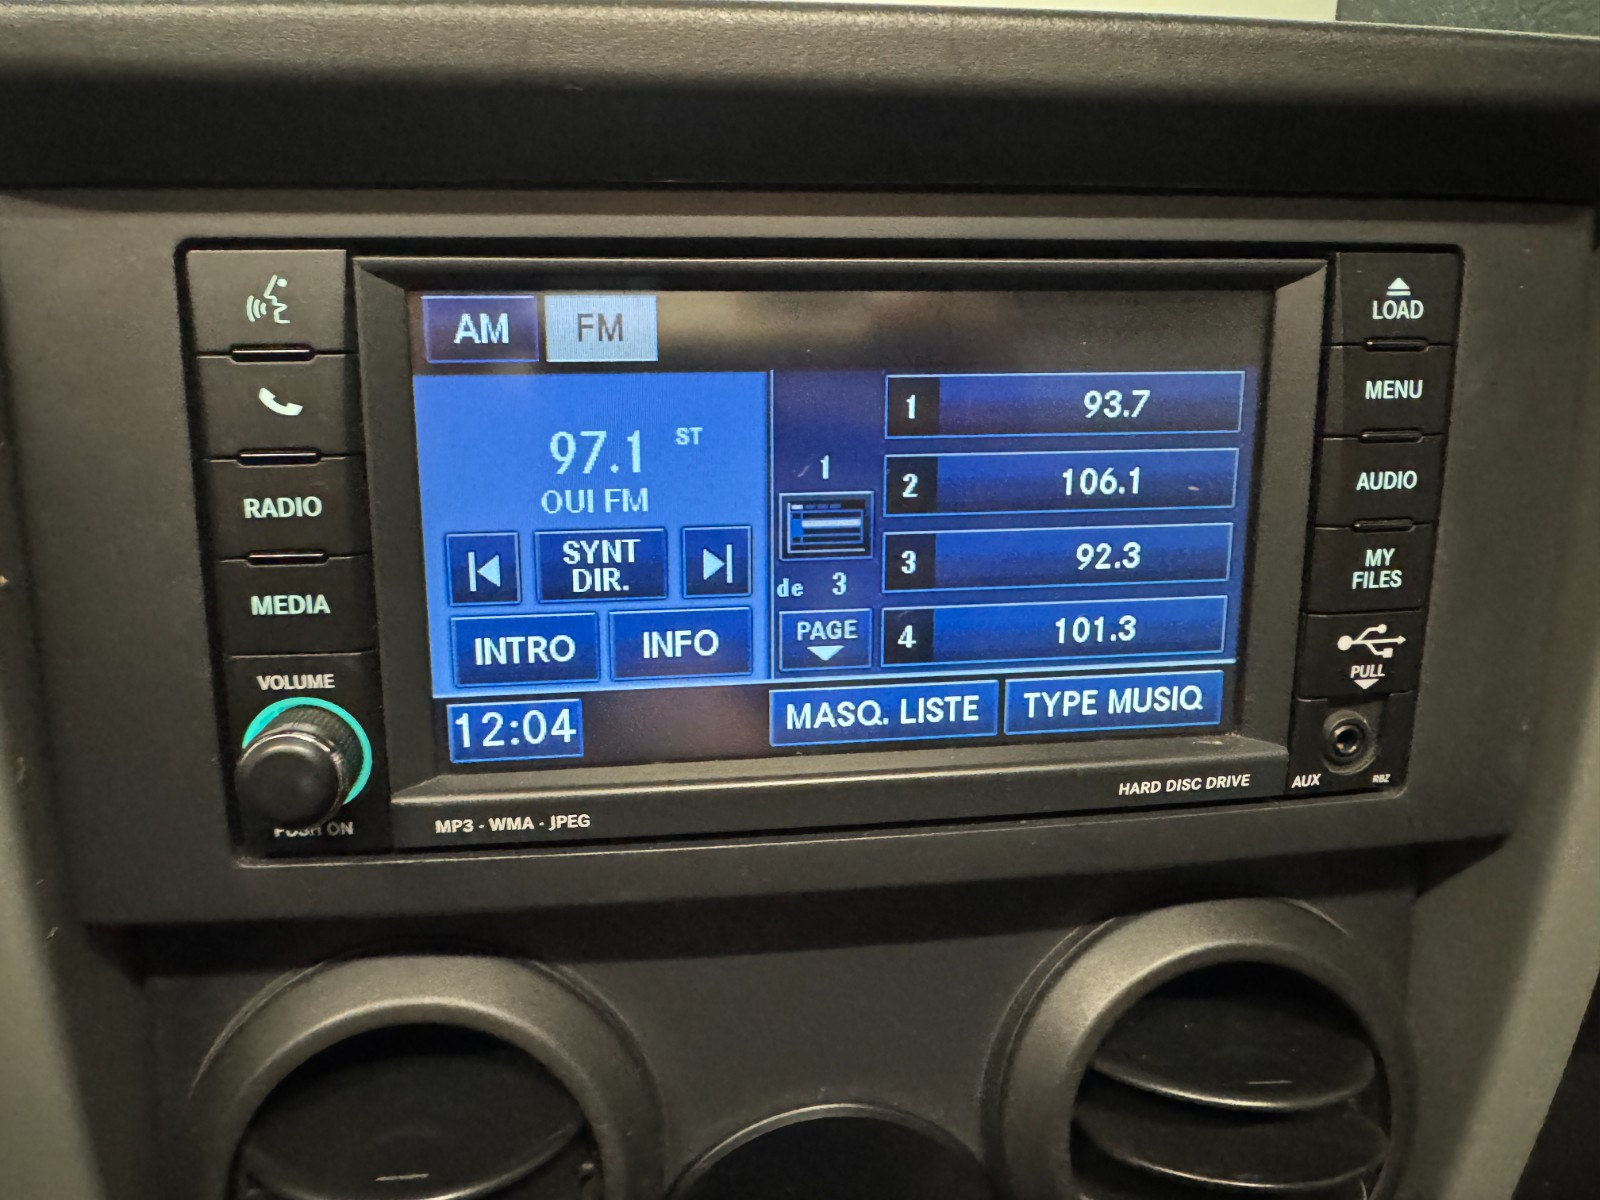 AM FM
97.1 ST
OUI FM
SYNT
DIR.
INTRO INFO
12:04
1
de 3
PAGE
1 93.7
2 106.1
3 92.3
4 101.3
MASQ. LISTE TYPE MUSIQ
RADIO
MEDIA
VOLUME
PUSH ON
LOAD
MENU
AUDIO
MY
FILES
PULL
AUX RBZ
MP3 - WMA - JPEG
HARD DISC DRIVE